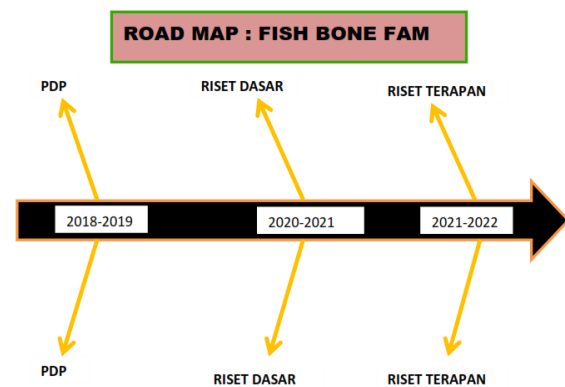 ROAD MAP : FISH BONE FAM
PDP
RISET DASAR
RISET TERAPAN
2018-2019
2020-2021
2021-2022
PDP
RISET DASAR
RISET TERAPAN